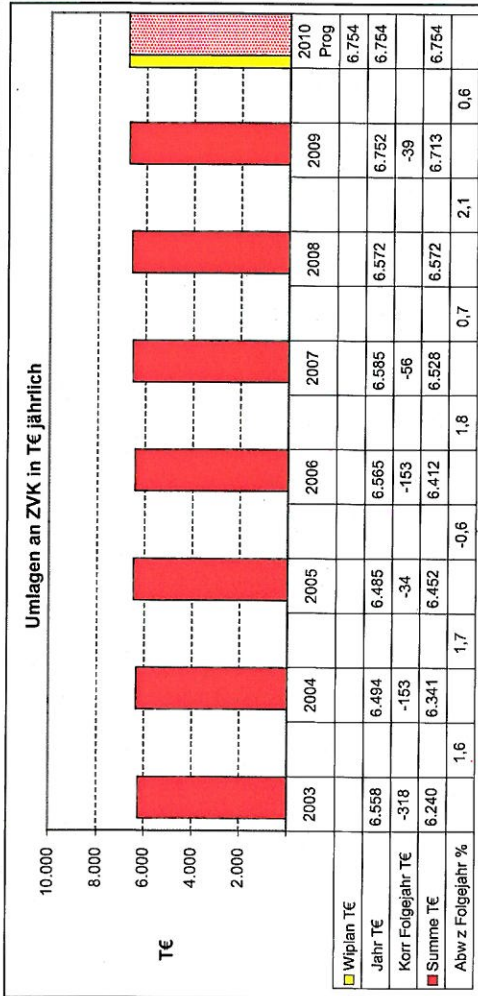 Umlagen an ZVK in T€ jährlich
10.000
8.000
6.000
4.000
2.000
T€
2003 2004 2005 2006 2007 2008 2009 2010 Prog
Wiplan T€ 6.754
Jahr T€ 6.558 6.494 6.485 6.565 6.585 6.572 6.752 6.754
Korr Folgejahr T€ -318 -153 -34 -153 -56 -39
Summe T€ 6.240 6.341 6.452 6.412 6.528 6.572 6.713 6.754
Abw z Folgejahr % 1,6 1,7 -0,6 1,8 0,7 2,1 0,6